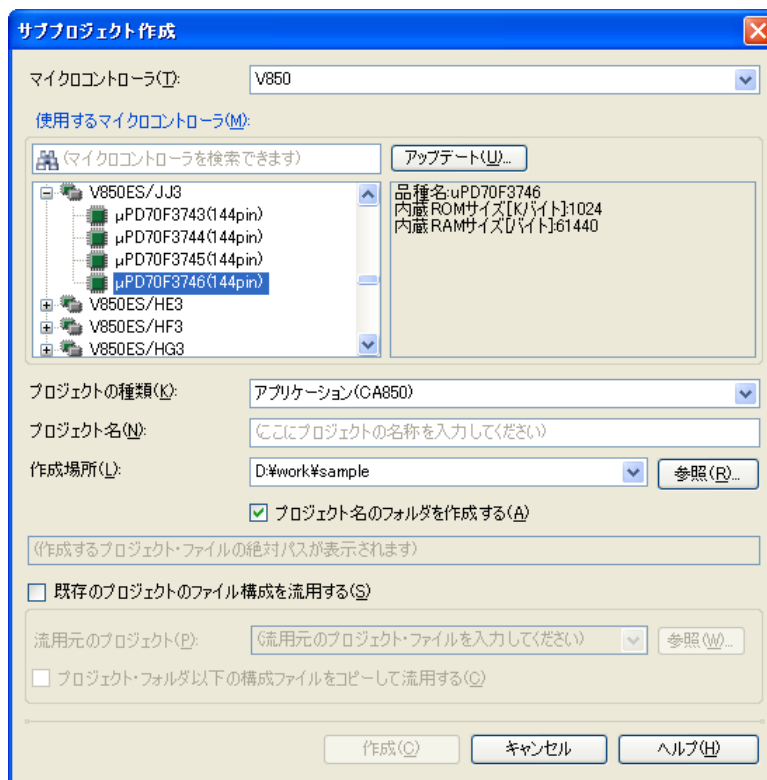 サブプロジェクト作成
マイクロコントローラ(T):
V850
使用するマイクロコントローラ(M):
(マイクロコントローラを検索できます)
アップデート(U)...
V850ES/JJ3
μPD70F3743(144pin)
μPD70F3744(144pin)
μPD70F3745(144pin)
μPD70F3746(144pin)
V850ES/HE3
V850ES/HF3
V850ES/HG3
品種名:uPD70F3746
内蔵ROMサイズ[Kバイト]:1024
内蔵RAMサイズ[バイト]:61440
プロジェクトの種類(K):
アプリケーション(CA850)
プロジェクト名(N):
(ここにプロジェクトの名称を入力してください)
作成場所(L):
D:¥work¥sample
参照(R)...
プロジェクト名のフォルダを作成する(A)
(作成するプロジェクト・ファイルの絶対パスが表示されます)
既存のプロジェクトのファイル構成を流用する(S)
流用元のプロジェクト(P):
(流用元のプロジェクト・ファイルを入力してください)
参照(W)...
プロジェクト・フォルダ以下の構成ファイルをコピーして流用する(C)
作成(C)
キャンセル
ヘルプ(H)